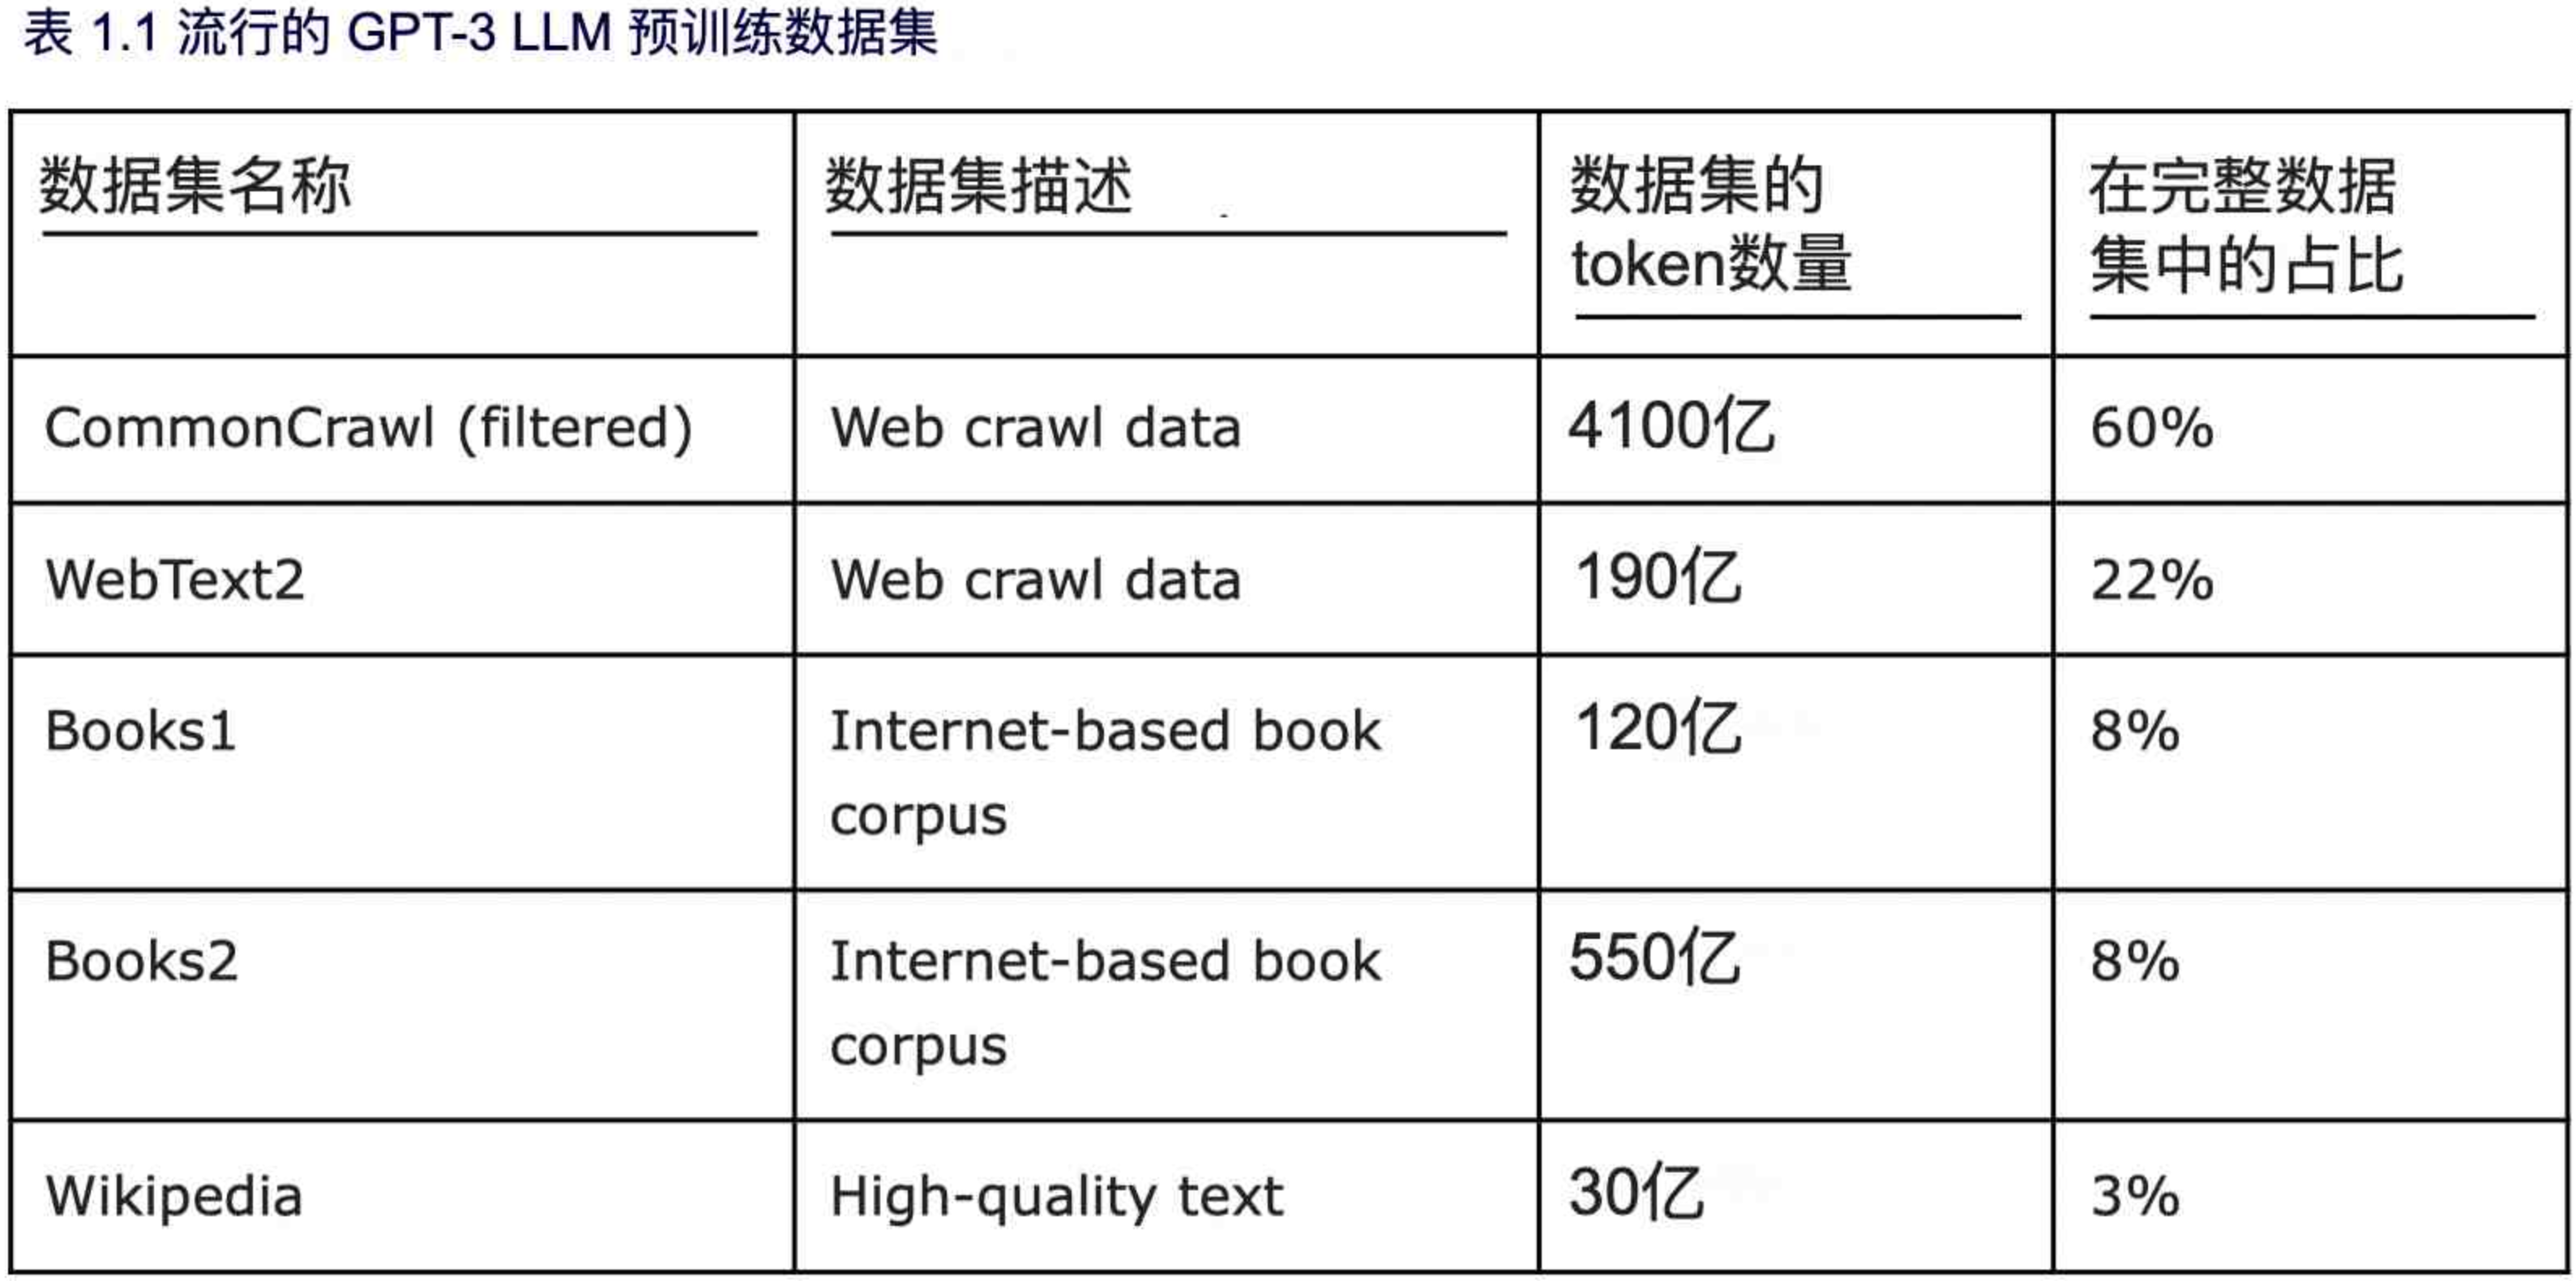 表 1.1 流行的 GPT-3 LLM 预训练数据集
数据集名称
数据集描述
数据集的
token数量
在完整数据
集中的占比
CommonCrawl (filtered)
Web crawl data
4100亿
60%
WebText2
Web crawl data
190亿
22%
Books1
Internet-based book
corpus
120亿
8%
Books2
Internet-based book
corpus
550亿
8%
Wikipedia
High-quality text
30亿
3%